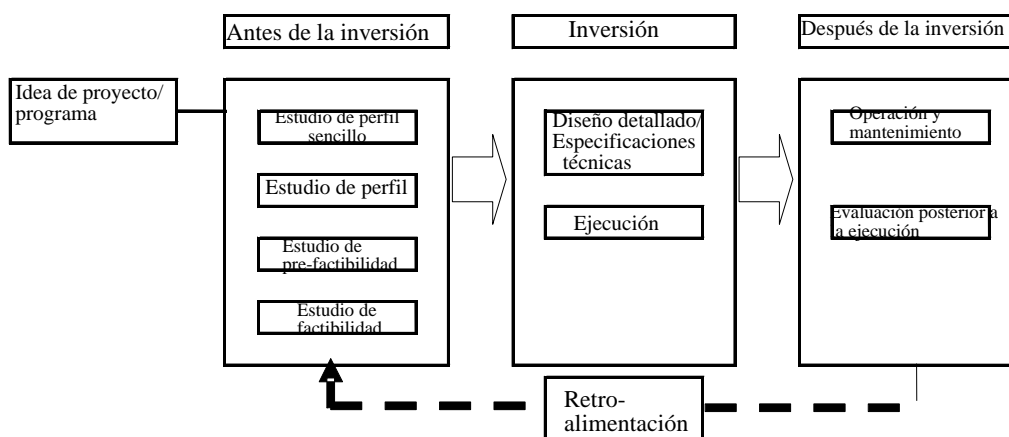 Antes de la inversión
Inversión
Después de la inversión
Idea de proyecto/
programa
Estudio de perfil
sencillo
Estudio de perfil
Estudio de
pre-factibilidad
Estudio de
factibilidad
Diseño detallado/
Especificaciones
técnicas
Ejecución
Operación y
mantenimiento
Evaluación posterior a
la ejecución
Retro-
alimentación